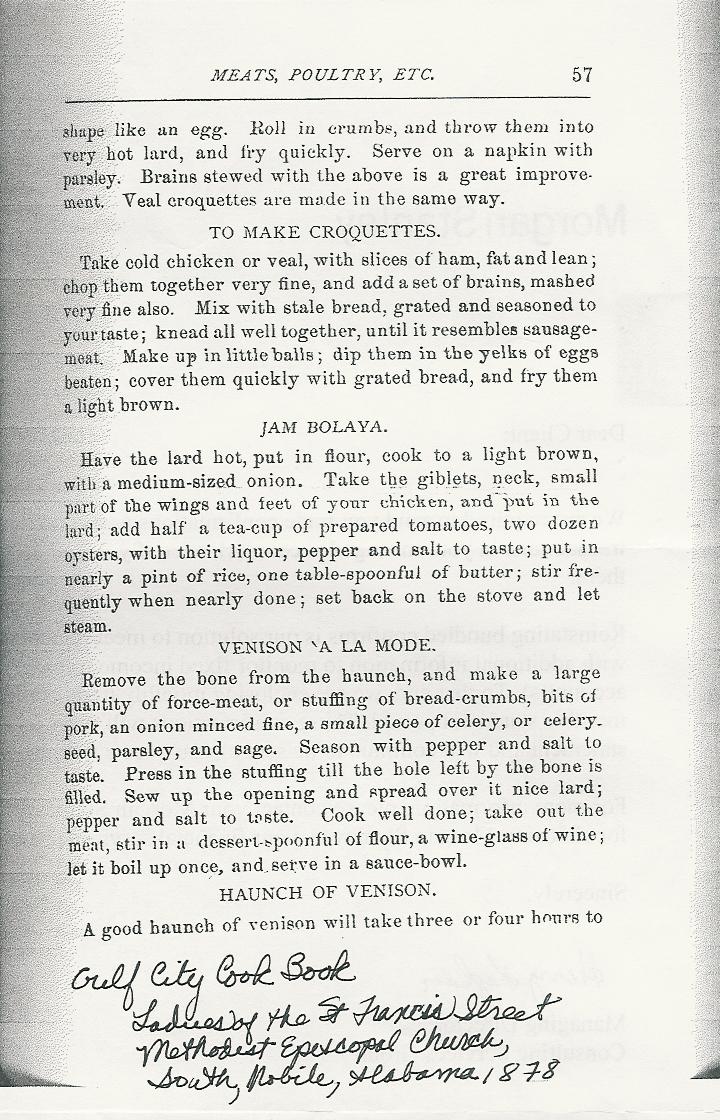 MEATS, POULTRY, ETC. 57
shape like an egg. Roll in crumbs, and throw them into
very hot lard, and fry quickly. Serve on a napkin with
parsley. Brains stewed with the above is a great improve-
ment. Veal croquettes are made in the same way.
TO MAKE CROQUETTES.
Take cold chicken or veal, with slices of ham, fat and lean;
chop them together very fine, and add a set of brains, mashed
very fine also. Mix with stale bread, grated and seasoned to
your taste; knead all well together, until it resembles sausage-
meat. Make up in little balls; dip them in the yelks of eggs
beaten; cover them quickly with grated bread, and fry them
a light brown.
JAM BOLAYA.
Have the lard hot, put in flour, cook to a light brown,
with a medium-sized onion. Take the giblets, neck, small
part of the wings and feet of your chicken, and put in the
lard; add half a tea-cup of prepared tomatoes, two dozen
oysters, with their liquor, pepper and salt to taste; put in
nearly a pint of rice, one table-spoonful of butter; stir fre-
quently when nearly done; set back on the stove and let
steam.
VENISON 'A LA MODE.
Remove the bone from the haunch, and make a large
quantity of force-meat, or stuffing of bread-crumbs, bits of
pork, an onion minced fine, a small piece of celery, or celery-
seed, parsley, and sage. Season with pepper and salt to
taste. Press in the stuffing till the hole left by the bone is
filled. Sew up the opening and spread over it nice lard;
pepper and salt to taste. Cook well done; take out the
meat, stir in a dessert-spoonful of flour, a wine-glass of wine;
let it boil up once, and serve in a sauce-bowl.
HAUNCH OF VENISON.
A good haunch of venison will take three or four hours to
Gulf City Cook Book
Ladies of the St Francis Street
Methodist Episcopal Church,
South, Mobile, Alabama 1878